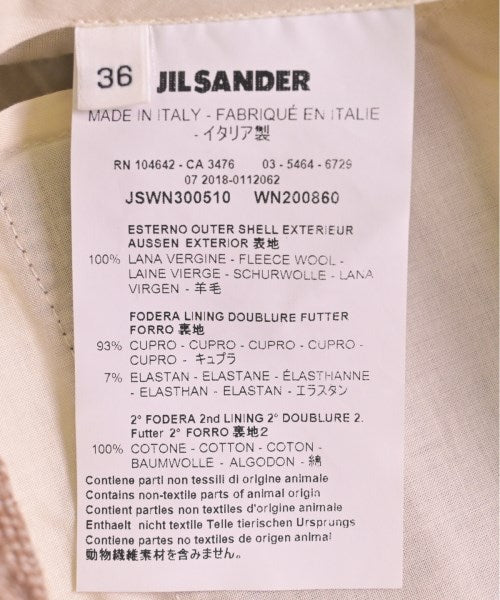 36 JIL SANDER
MADE IN ITALY - FABRIQUÉ EN ITALIE
- イタリア製
RN 104642 - CA 3476 03 - 5464 - 6729
07 2018-0112062
JSWN300510 WN200860
ESTERNO OUTER SHELL EXTERIEUR
AUSSEN EXTERIOR 表地
100% LANA VERGINE - FLEECE WOOL -
LAINE VIERGE - SCHURWOLLE - LANA
VIRGEN - 羊毛
FODERA LINING DOUBLURE FUTTER
FORRO 裏地
93% CUPRO - CUPRO - CUPRO - CUPRO -
CUPRO - キュプラ
7% ELASTAN - ELASTANE - ÉLASTHANNE
- ELASTHAN - ELASTAN - エラスタン
2° FODERA 2nd LINING 2° DOUBLURE 2.
Futter 2° FORRO 裏地2
100% COTONE - COTTON - COTON -
BAUMWOLLE - ALGODON - 綿
Contiene parti non tessili di origine animale
Contains non-textile parts of animal origin
Contient parties non textiles d'origine animale
Enthaelt nicht textile Teile tierischen Ursprungs
Contiene partes no textiles de origen animal
動物繊維素材を含みません。